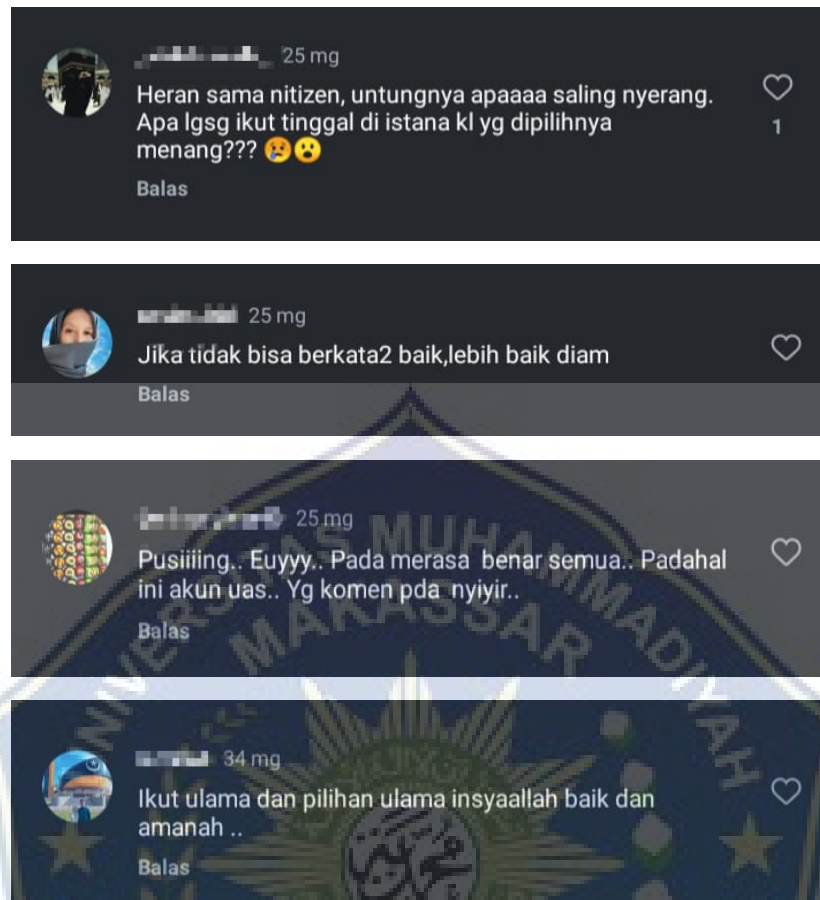 25 mg
Heran sama nitizen, untungnya apaaaa saling nyerang.
Apa lgsg ikut tinggal di istana kl yg dipilihnya
menang??? 😢😮
1
Balas
25 mg
Jika tidak bisa berkata2 baik,lebih baik diam
Balas
25 mg
Pusiiiing.. Euyyy.. Pada merasa benar semua.. Padahal
ini akun uas.. Yg komen pda nyiyir..
Balas
UNIVERSITAS MUHAMMADIYAH
MAKASSAR
34 mg
Ikut ulama dan pilihan ulama insyaallah baik dan
amanah ..
Balas